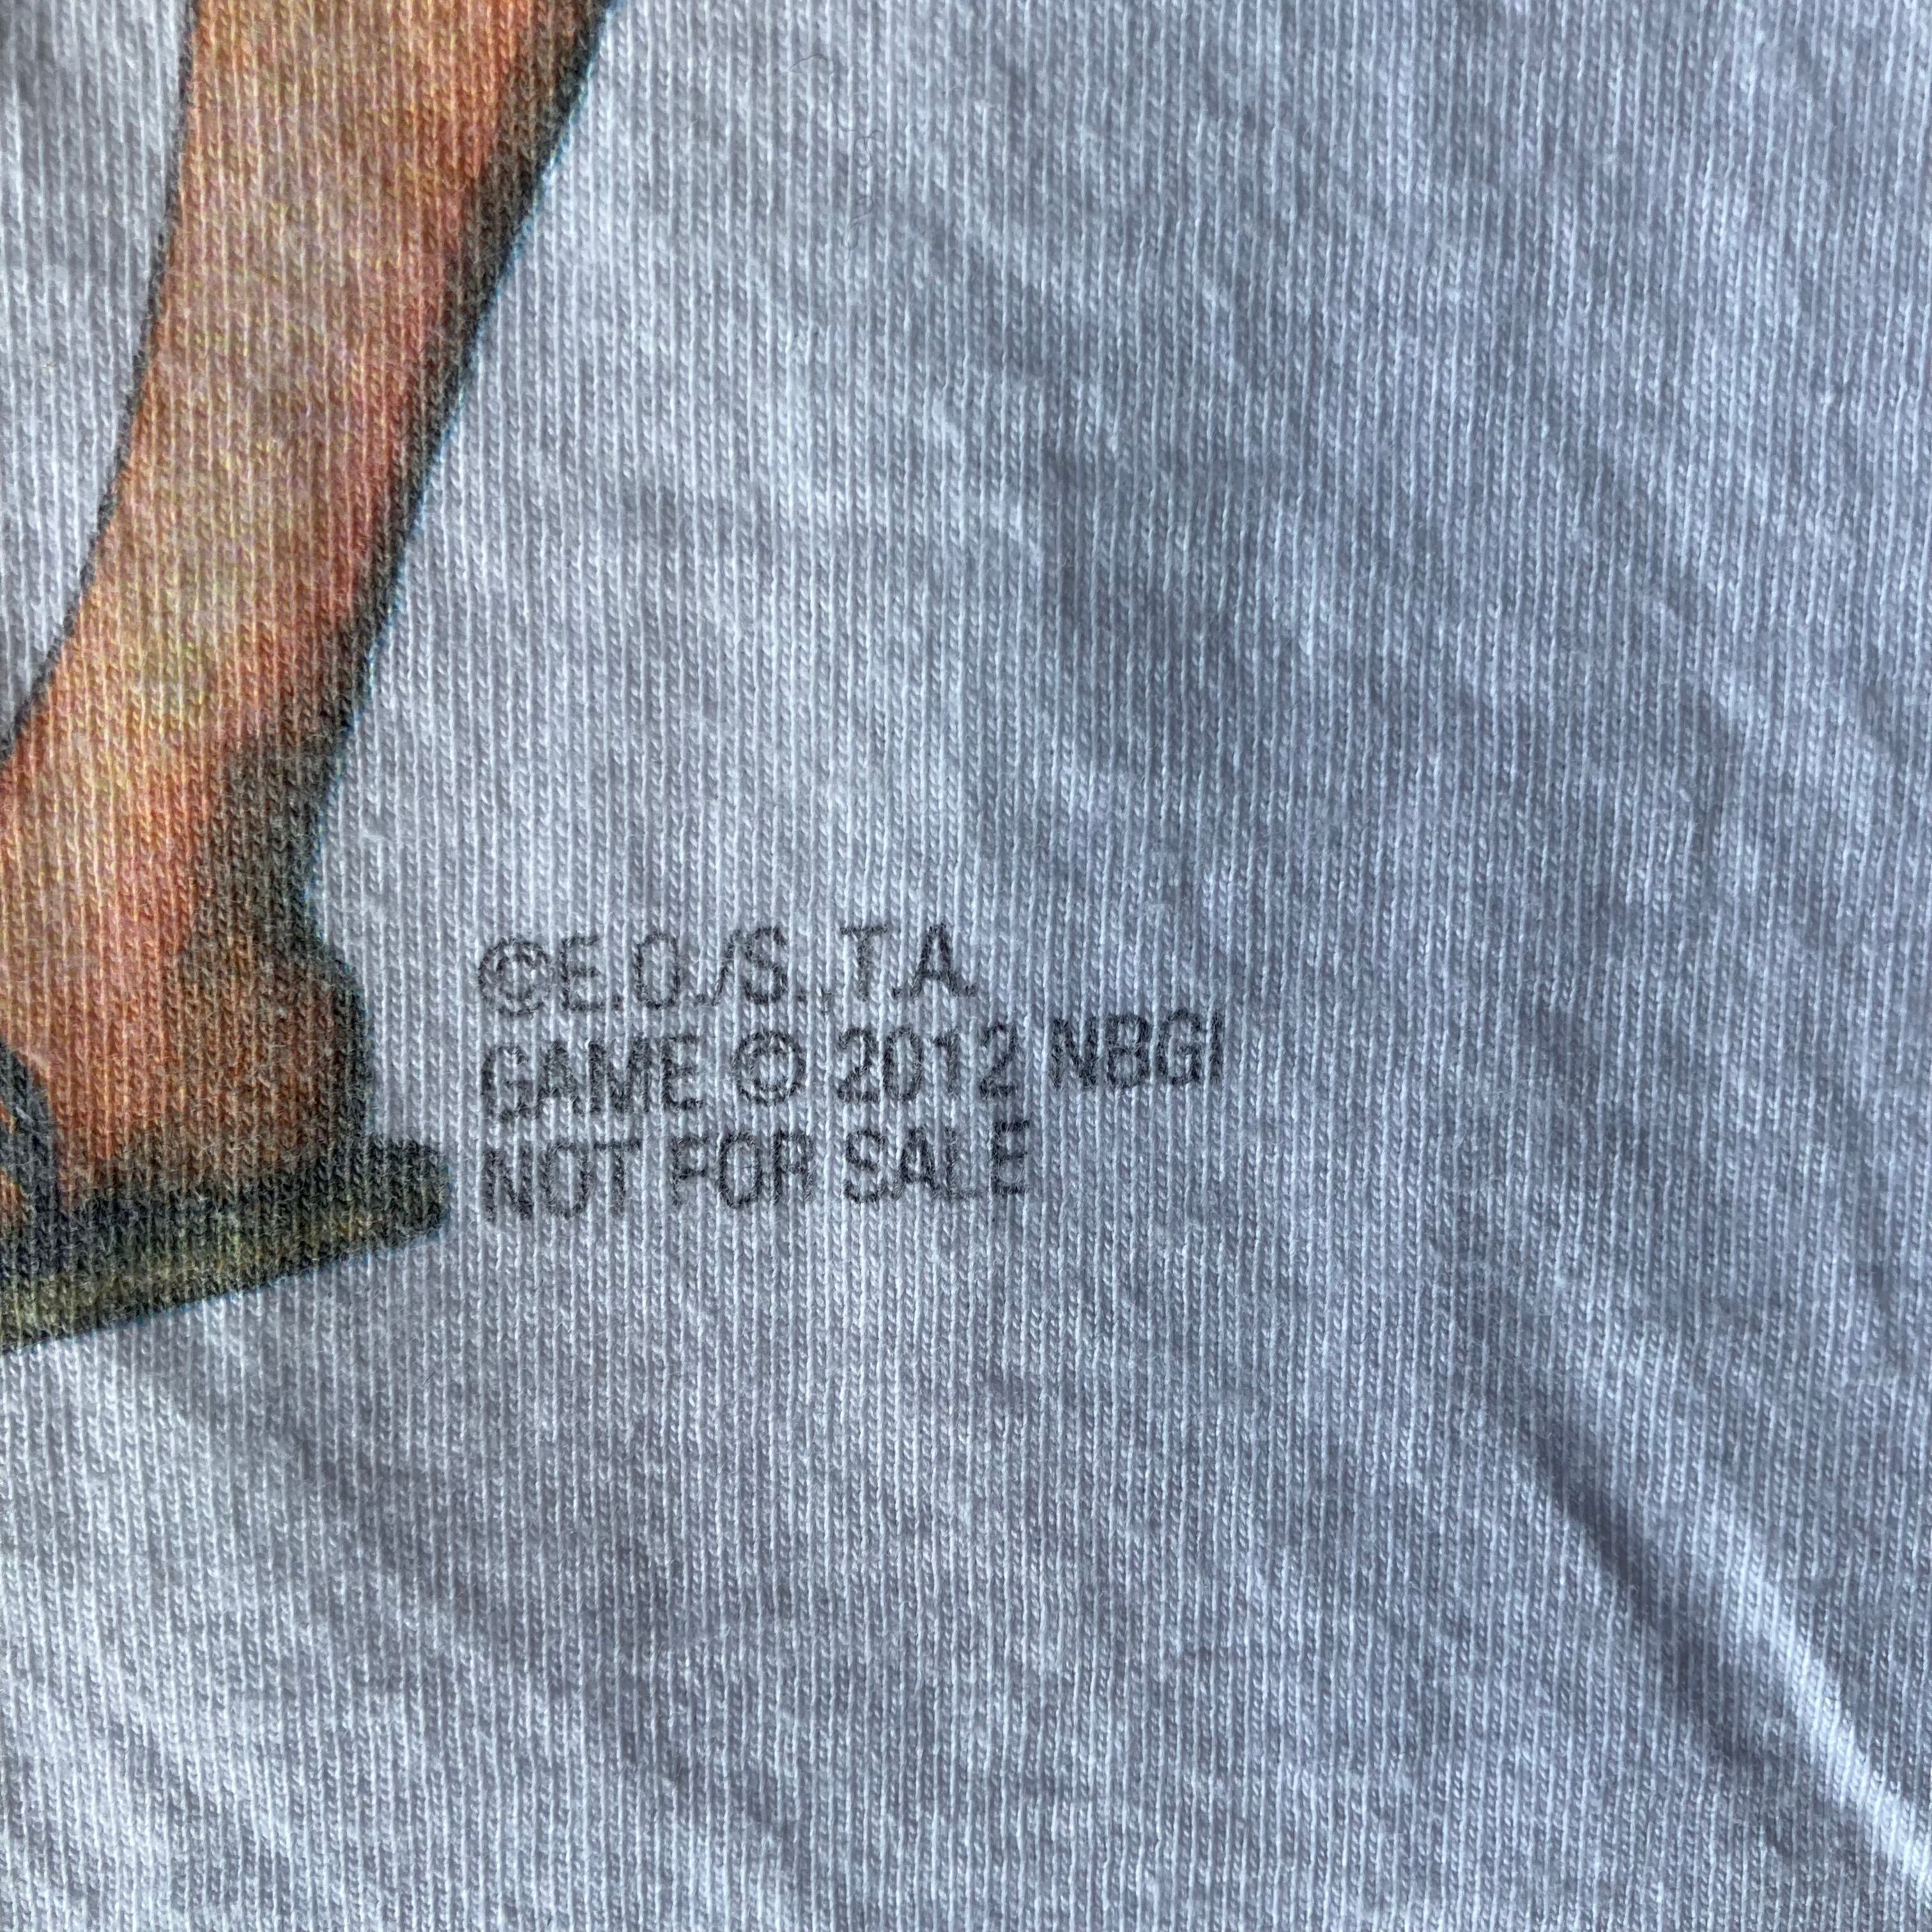 ©E.O./S.,T.A.
GAME © 2012 NBGI
NOT FOR SALE